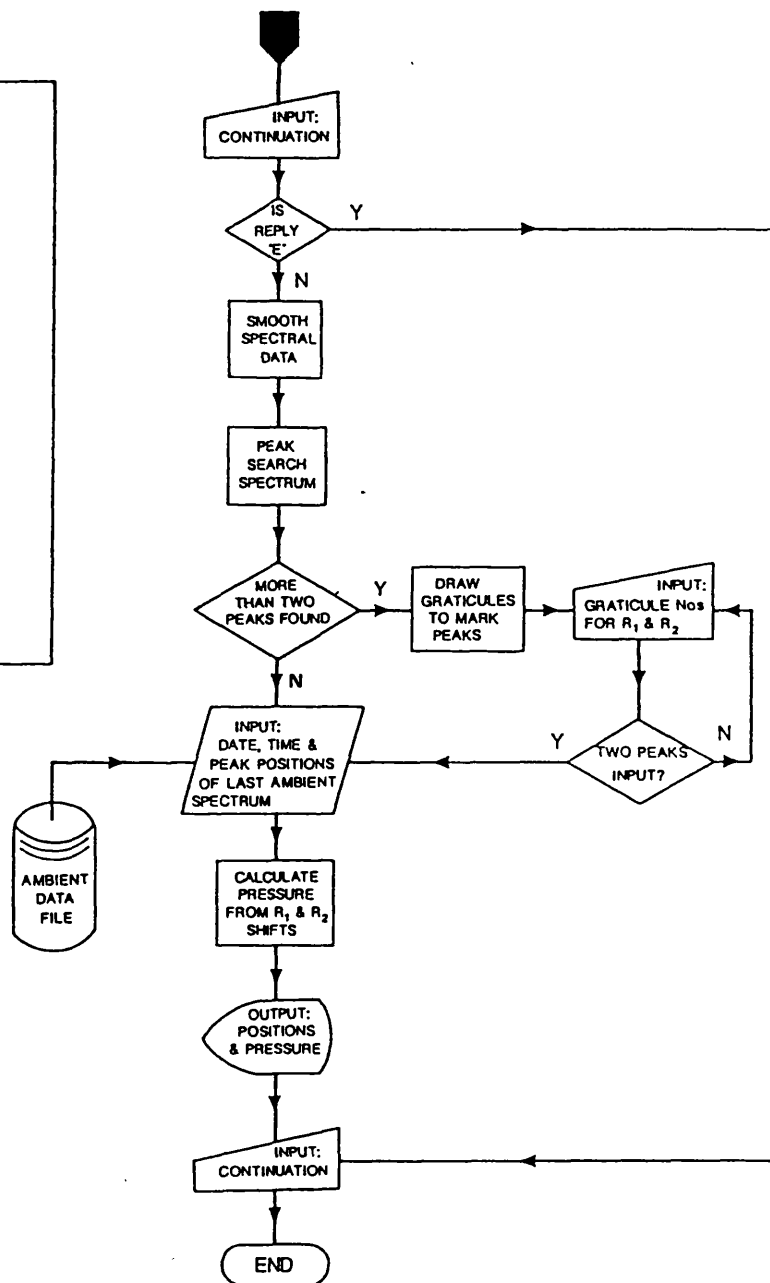 INPUT:
CONTINUATION
IS
REPLY
"E"
Y
N
SMOOTH
SPECTRAL
DATA
PEAK
SEARCH
SPECTRUM
MORE
THAN TWO
PEAKS FOUND
Y
N
DRAW
GRATICULES
TO MARK
PEAKS
INPUT:
GRATICULE Nos
FOR R₁ & R₂
TWO PEAKS
INPUT?
Y
N
INPUT:
DATE, TIME &
PEAK POSITIONS
OF LAST AMBIENT
SPECTRUM
AMBIENT
DATA
FILE
CALCULATE
PRESSURE
FROM R₁ & R₂
SHIFTS
OUTPUT:
POSITIONS
& PRESSURE
INPUT:
CONTINUATION
END